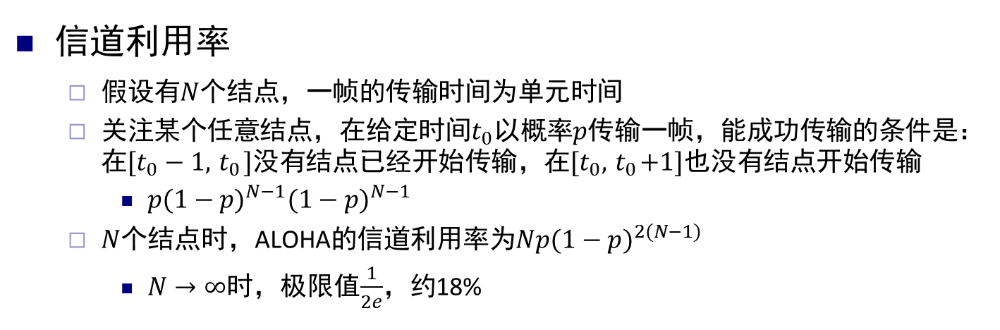 信道利用率
假设有N个结点，一帧的传输时间为单元时间
关注某个任意结点，在给定时间t₀以概率p传输一帧，能成功传输的条件是：
在[t₀ − 1, t₀]没有结点已经开始传输，在[t₀, t₀+1]也没有结点开始传输
p(1 − p)^{N−1}(1 − p)^{N−1}
N个结点时，ALOHA的信道利用率为Np(1 − p)^{2(N−1)}
N → ∞时，极限值1/2e，约18%